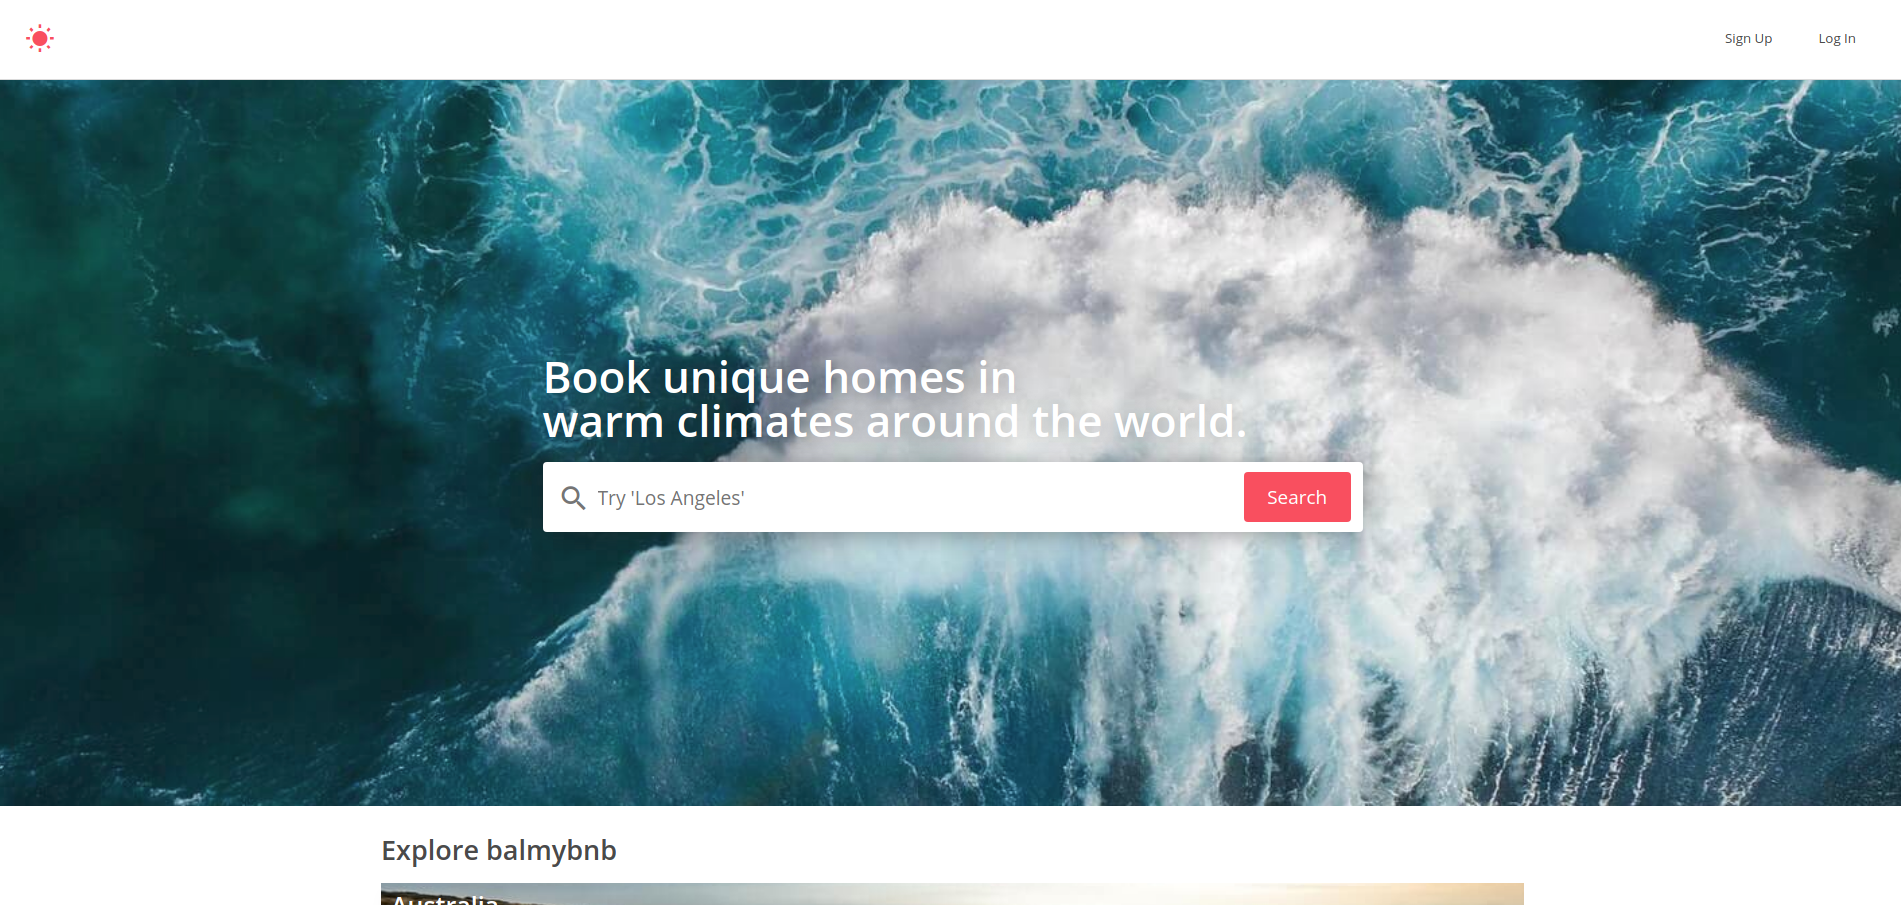 Sign Up
Log In
Book unique homes in
warm climates around the world.
Try 'Los Angeles'
Search
Explore balmybnb
Australia